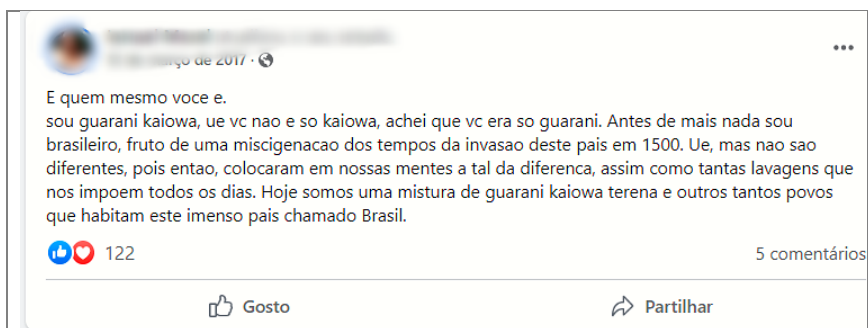 de 2017 ·
E quem mesmo voce e.
sou guarani kaiowa, ue vc nao e so kaiowa, achei que vc era so guarani. Antes de mais nada sou
brasileiro, fruto de uma miscigenacao dos tempos da invasao deste pais em 1500. Ue, mas nao sao
diferentes, pois entao, colocaram em nossas mentes a tal da diferenca, assim como tantas lavagens que
nos impoem todos os dias. Hoje somos uma mistura de guarani kaiowa terena e outros tantos povos
que habitam este imenso pais chamado Brasil.
122 5 comentários
Gosto Partilhar